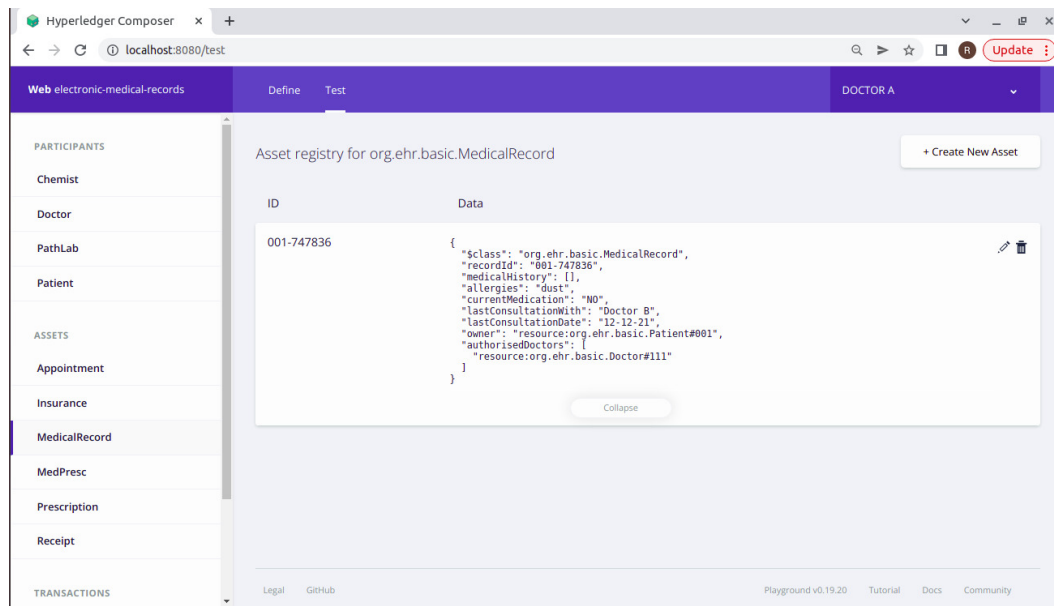 Hyperledger Composer
localhost:8080/test
R
Update
Web electronic-medical-records
Define
Test
DOCTOR A
PARTICIPANTS
Chemist
Doctor
PathLab
Patient
ASSETS
Appointment
Insurance
MedicalRecord
MedPresc
Prescription
Receipt
TRANSACTIONS
Asset registry for org.ehr.basic.MedicalRecord
+ Create New Asset
ID
Data
001-747836
{
"$class": "org.ehr.basic.MedicalRecord",
"recordId": "001-747836",
"medicalHistory": [],
"allergies": "dust",
"currentMedication": "NO",
"lastConsultationWith": "Doctor B",
"lastConsultationDate": "12-12-21",
"owner": "resource:org.ehr.basic.Patient#001",
"authorisedDoctors": [
"resource:org.ehr.basic.Doctor#111"
]
}
Collapse
Legal
GitHub
Playground v0.19.20
Tutorial
Docs
Community